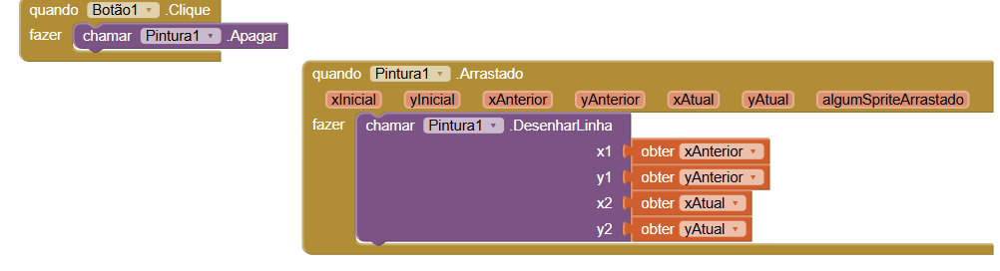 quando Botão1 .Clique
fazer chamar Pintura1 .Apagar
quando Pintura1 .Arrastado
xInicial yInicial xAnterior yAnterior xAtual yAtual algumSpriteArrastado
fazer chamar Pintura1 .DesenharLinha
x1 obter xAnterior
y1 obter yAnterior
x2 obter xAtual
y2 obter yAtual